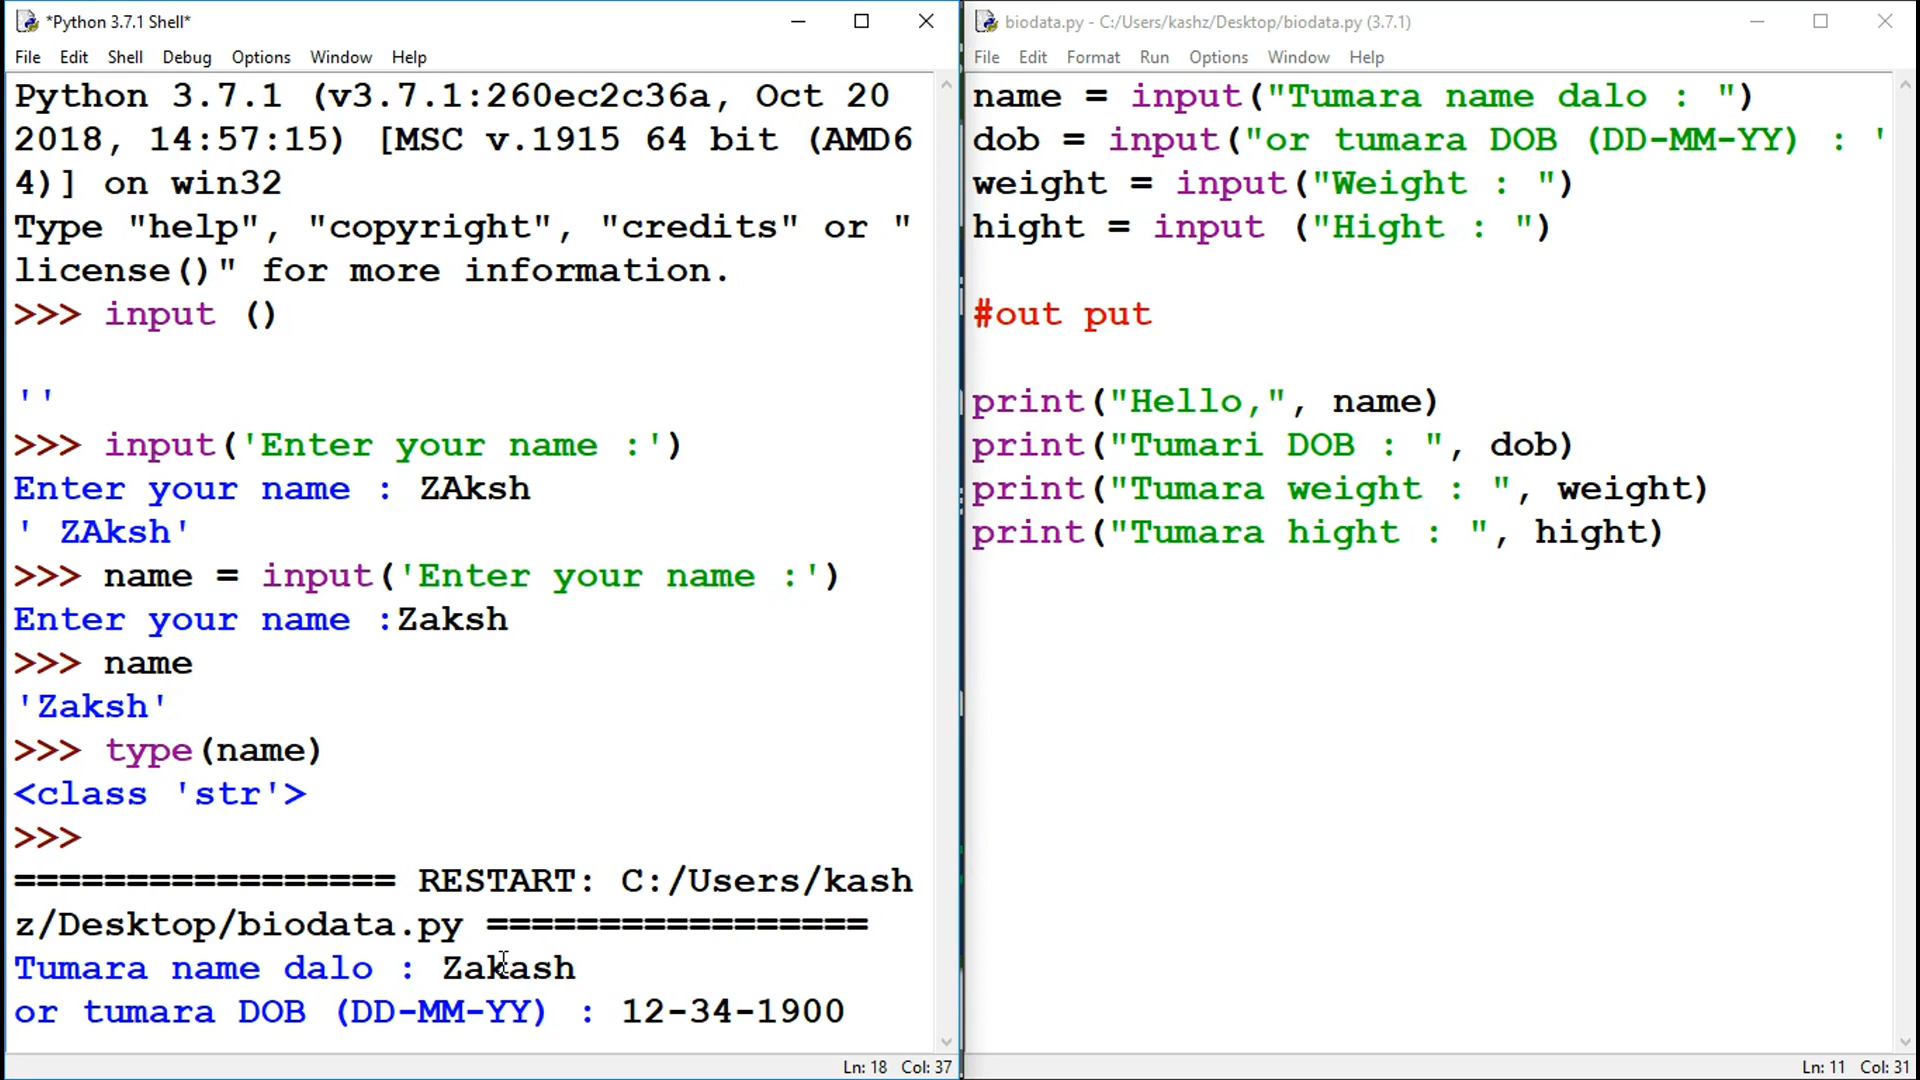 *Python 3.7.1 Shell*
File Edit Shell Debug Options Window Help
Python 3.7.1 (v3.7.1:260ec2c36a, Oct 20
2018, 14:57:15) [MSC v.1915 64 bit (AMD6
4)] on win32
Type "help", "copyright", "credits" or "
license()" for more information.
>>> input ()
''
>>> input('Enter your name :')
Enter your name : ZAksh
' ZAksh'
>>> name = input('Enter your name :')
Enter your name :Zaksh
>>> name
'Zaksh'
>>> type(name)
<class 'str'>
>>>
================= RESTART: C:/Users/kash
z/Desktop/biodata.py =================
Tumara name dalo : Zakash
or tumara DOB (DD-MM-YY) : 12-34-1900
Ln: 18 Col: 37
biodata.py - C:/Users/kashz/Desktop/biodata.py (3.7.1)
File Edit Format Run Options Window Help
name = input("Tumara name dalo : ")
dob = input("or tumara DOB (DD-MM-YY) : '
weight = input("Weight : ")
hight = input ("Hight : ")
#out put
print("Hello,", name)
print("Tumari DOB : ", dob)
print("Tumara weight : ", weight)
print("Tumara hight : ", hight)
Ln: 11 Col: 31